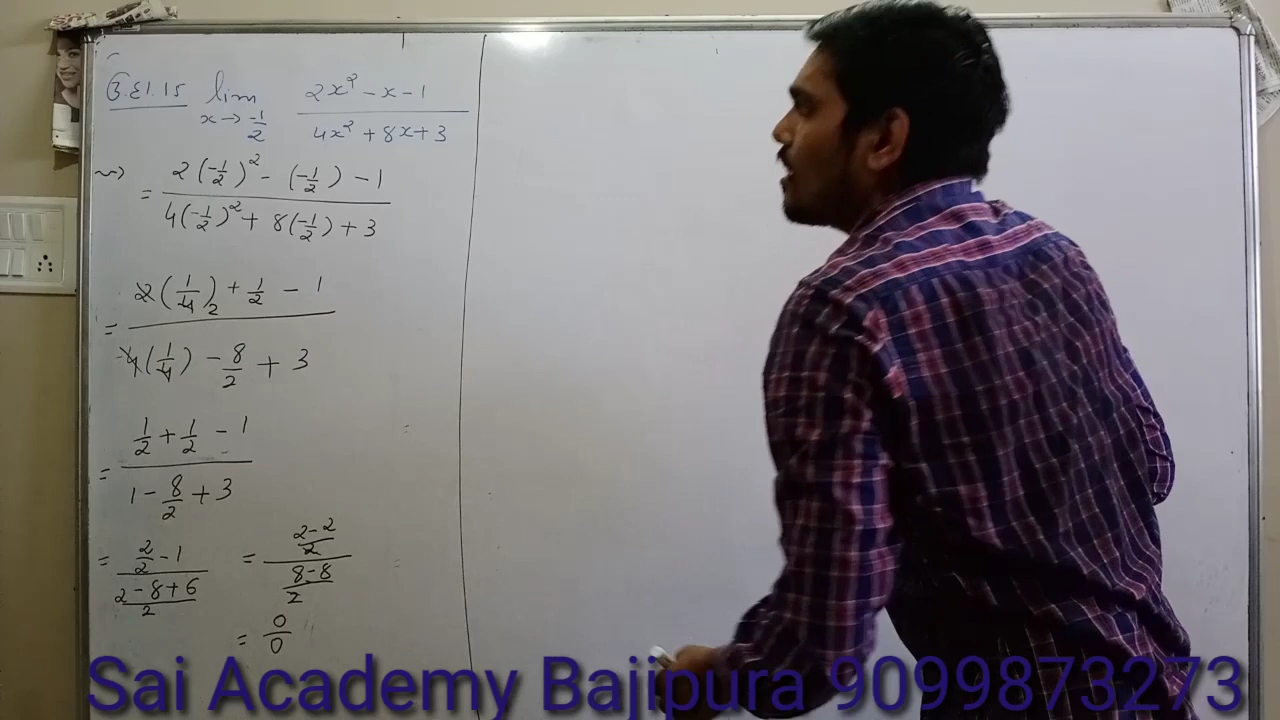 G.E1.15 lim x→-1/2 (2x² - x - 1)/(4x² + 8x + 3)
= (2(-1/2)² - (-1/2) - 1)/(4(-1/2)² + 8(-1/2) + 3)
= (2(1/4)2 + 1/2 - 1)/(4(1/4) - 8/2 + 3)
= (1/2 + 1/2 - 1)/(1 - 8/2 + 3)
= (2/2 - 1)/((2 - 8 + 6)/2) = ((2-2)/2)/((8-8)/2)
= 0/0
Sai Academy Bajipura 9099873273